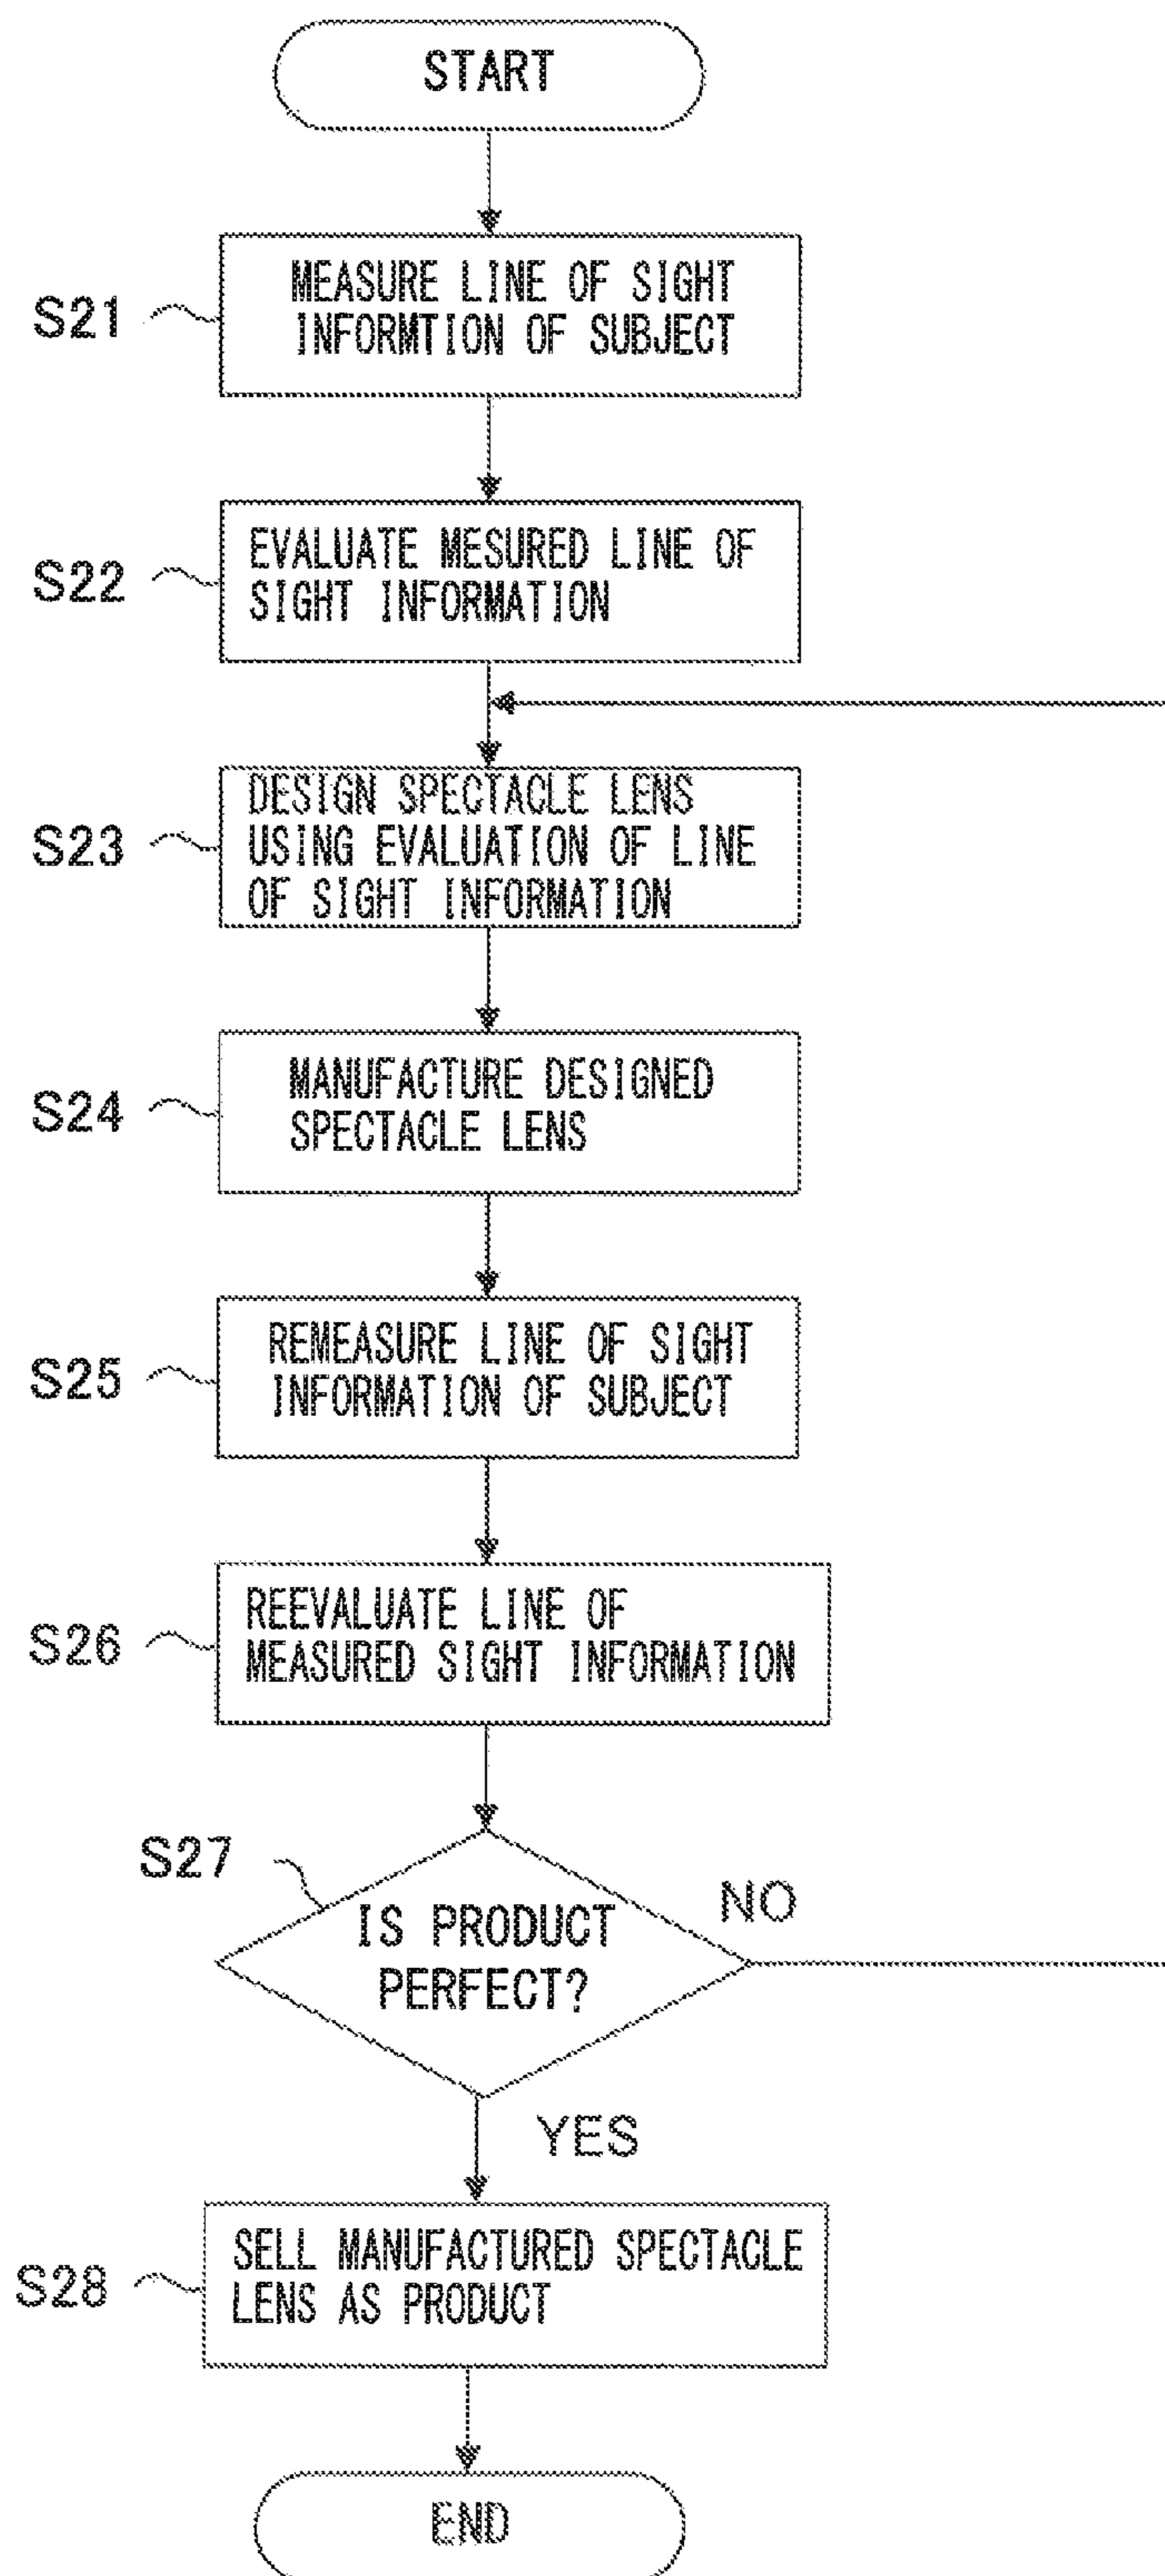 START
S21
MEASURE LINE OF SIGHT
INFORMTION OF SUBJECT
S22
EVALUATE MESURED LINE OF
SIGHT INFORMATION
S23
DESIGN SPECTACLE LENS
USING EVALUATION OF LINE
OF SIGHT INFORMATION
S24
MANUFACTURE DESIGNED
SPECTACLE LENS
S25
REMEASURE LINE OF SIGHT
INFORMATION OF SUBJECT
S26
REEVALUATE LINE OF
MEASURED SIGHT INFORMATION
S27
IS PRODUCT
PERFECT?
NO
YES
S28
SELL MANUFACTURED SPECTACLE
LENS AS PRODUCT
END